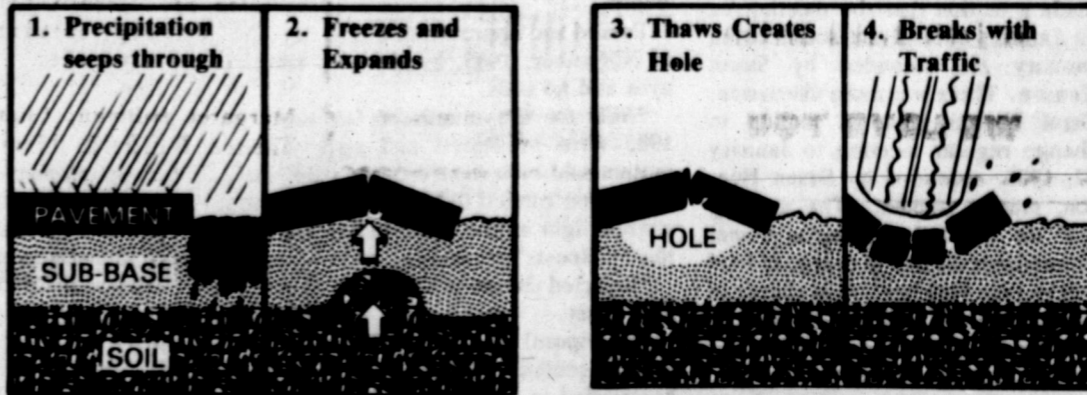 1. Precipitation
seeps through
PAVEMENT
SUB-BASE
SOIL
2. Freezes and
Expands
3. Thaws Creates
Hole
HOLE
4. Breaks with
Traffic